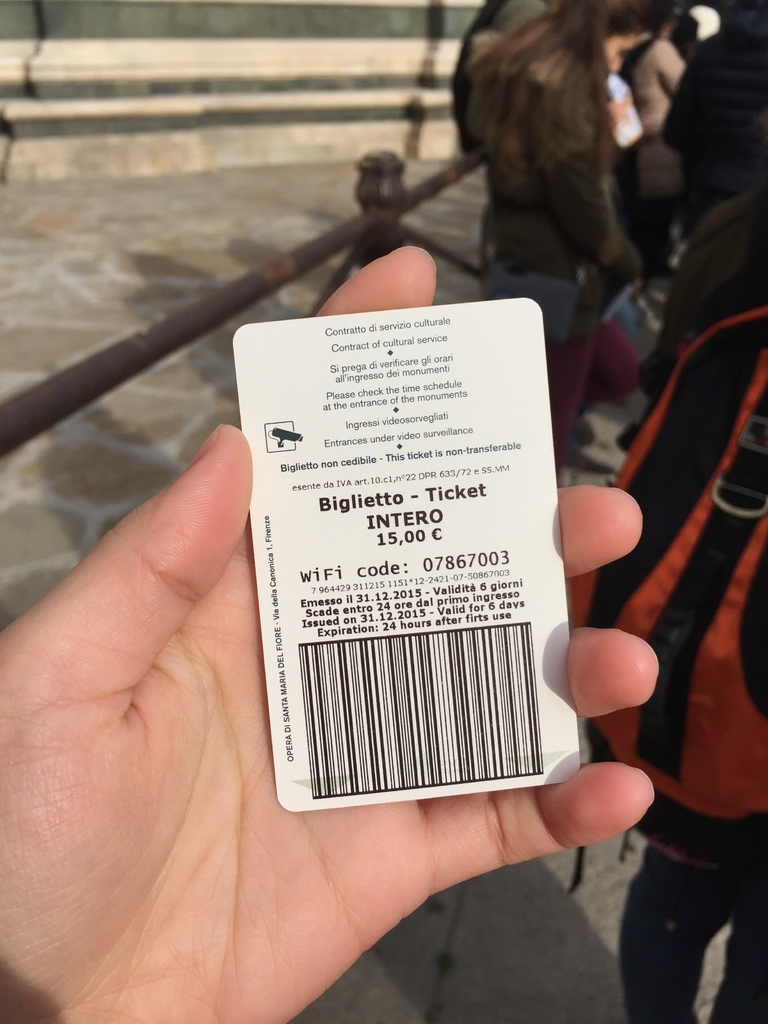 Contratto di servizio culturale
Contract of cultural service
Si prega di verificare gli orari
all'ingresso dei monumenti
Please check the time schedule
at the entrance of the monuments
Ingressi videosorvegliati
Entrances under video surveillance
Biglietto non cedibile - This ticket is non-transferable
esente da IVA art.10.c1,n°22 DPR 633/72 e SS.MM
Biglietto - Ticket
INTERO
15,00 €
WiFi code: 07867003
7 964429 311215 1151*12-2421-07-50867003
Emesso il 31.12.2015 - Validità 6 giorni
Scade entro 24 ore dal primo ingresso
Issued on 31.12.2015 - Valid for 6 days
Expiration: 24 hours after firts use
OPERA DI SANTA MARIA DEL FIORE - Via della Canonica 1, Firenze